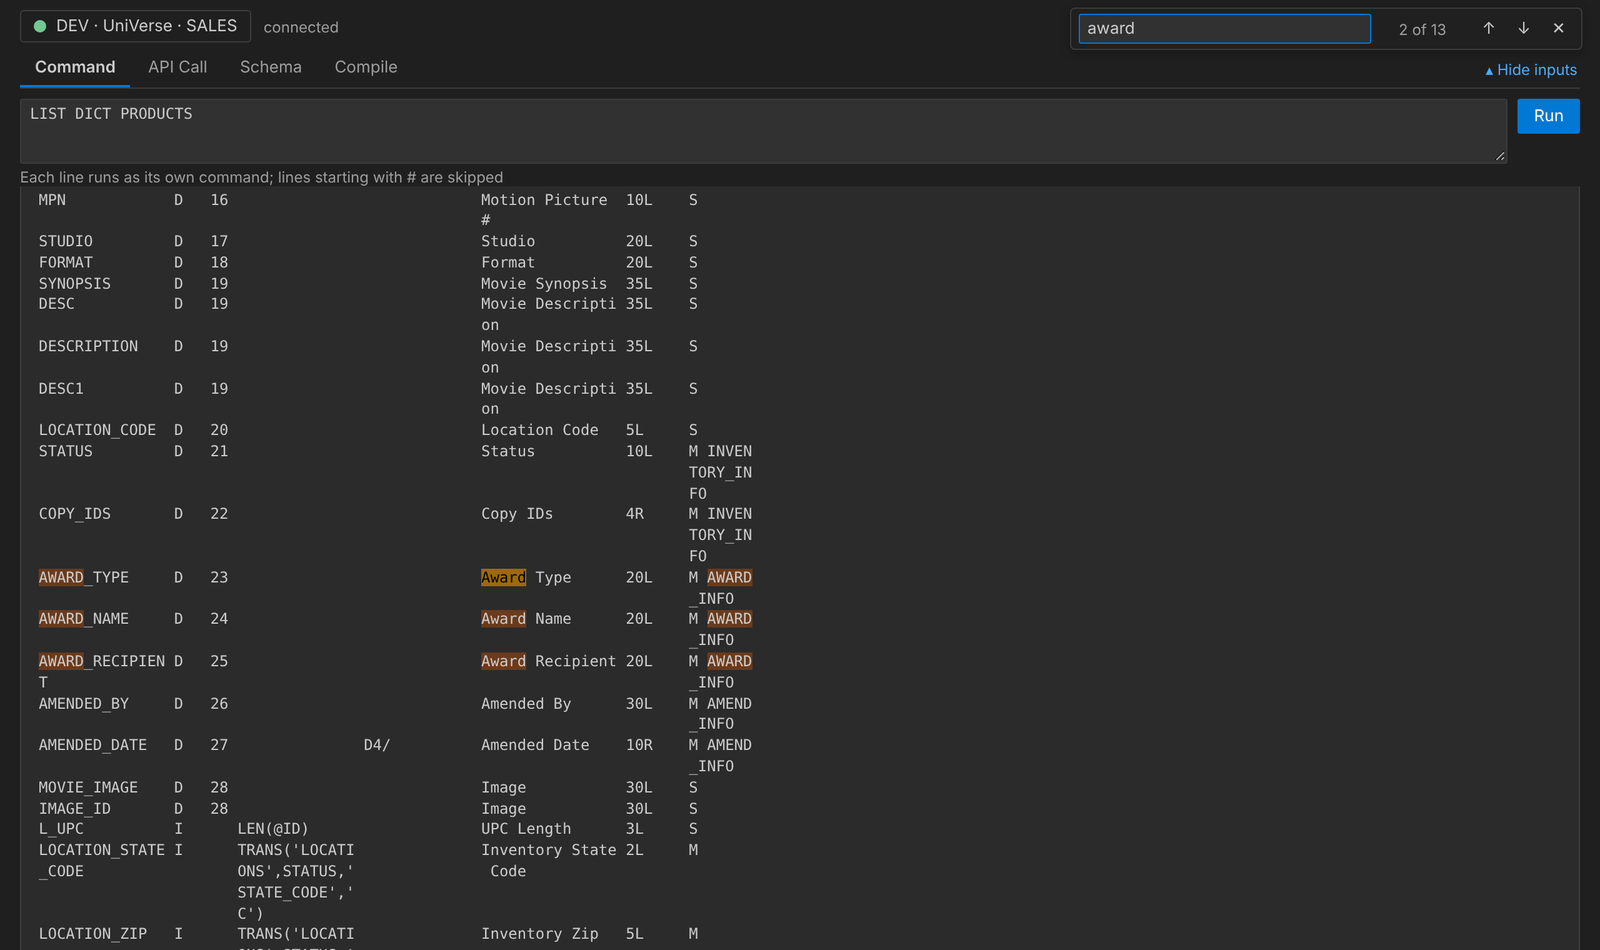 DEV · UniVerse · SALES connected
award 2 of 13
Command API Call Schema Compile
Hide inputs
LIST DICT PRODUCTS
Run
Each line runs as its own command; lines starting with # are skipped
MPN D 16 Motion Picture 10L S
#
STUDIO D 17 Studio 20L S
FORMAT D 18 Format 20L S
SYNOPSIS D 19 Movie Synopsis 35L S
DESC D 19 Movie Descripti 35L S
on
DESCRIPTION D 19 Movie Descripti 35L S
on
DESC1 D 19 Movie Descripti 35L S
on
LOCATION_CODE D 20 Location Code 5L S
STATUS D 21 Status 10L M INVEN
TORY_IN
FO
COPY_IDS D 22 Copy IDs 4R M INVEN
TORY_IN
FO
AWARD_TYPE D 23 Award Type 20L M AWARD
_INFO
AWARD_NAME D 24 Award Name 20L M AWARD
_INFO
AWARD_RECIPIEN D 25 Award Recipient 20L M AWARD
T _INFO
AMENDED_BY D 26 Amended By 30L M AMEND
_INFO
AMENDED_DATE D 27 D4/ Amended Date 10R M AMEND
_INFO
MOVIE_IMAGE D 28 Image 30L S
IMAGE_ID D 28 Image 30L S
L_UPC I LEN(@ID) UPC Length 3L S
LOCATION_STATE I TRANS('LOCATI Inventory State 2L M
_CODE ONS',STATUS,' Code
STATE_CODE','
C')
LOCATION_ZIP I TRANS('LOCATI Inventory Zip 5L M